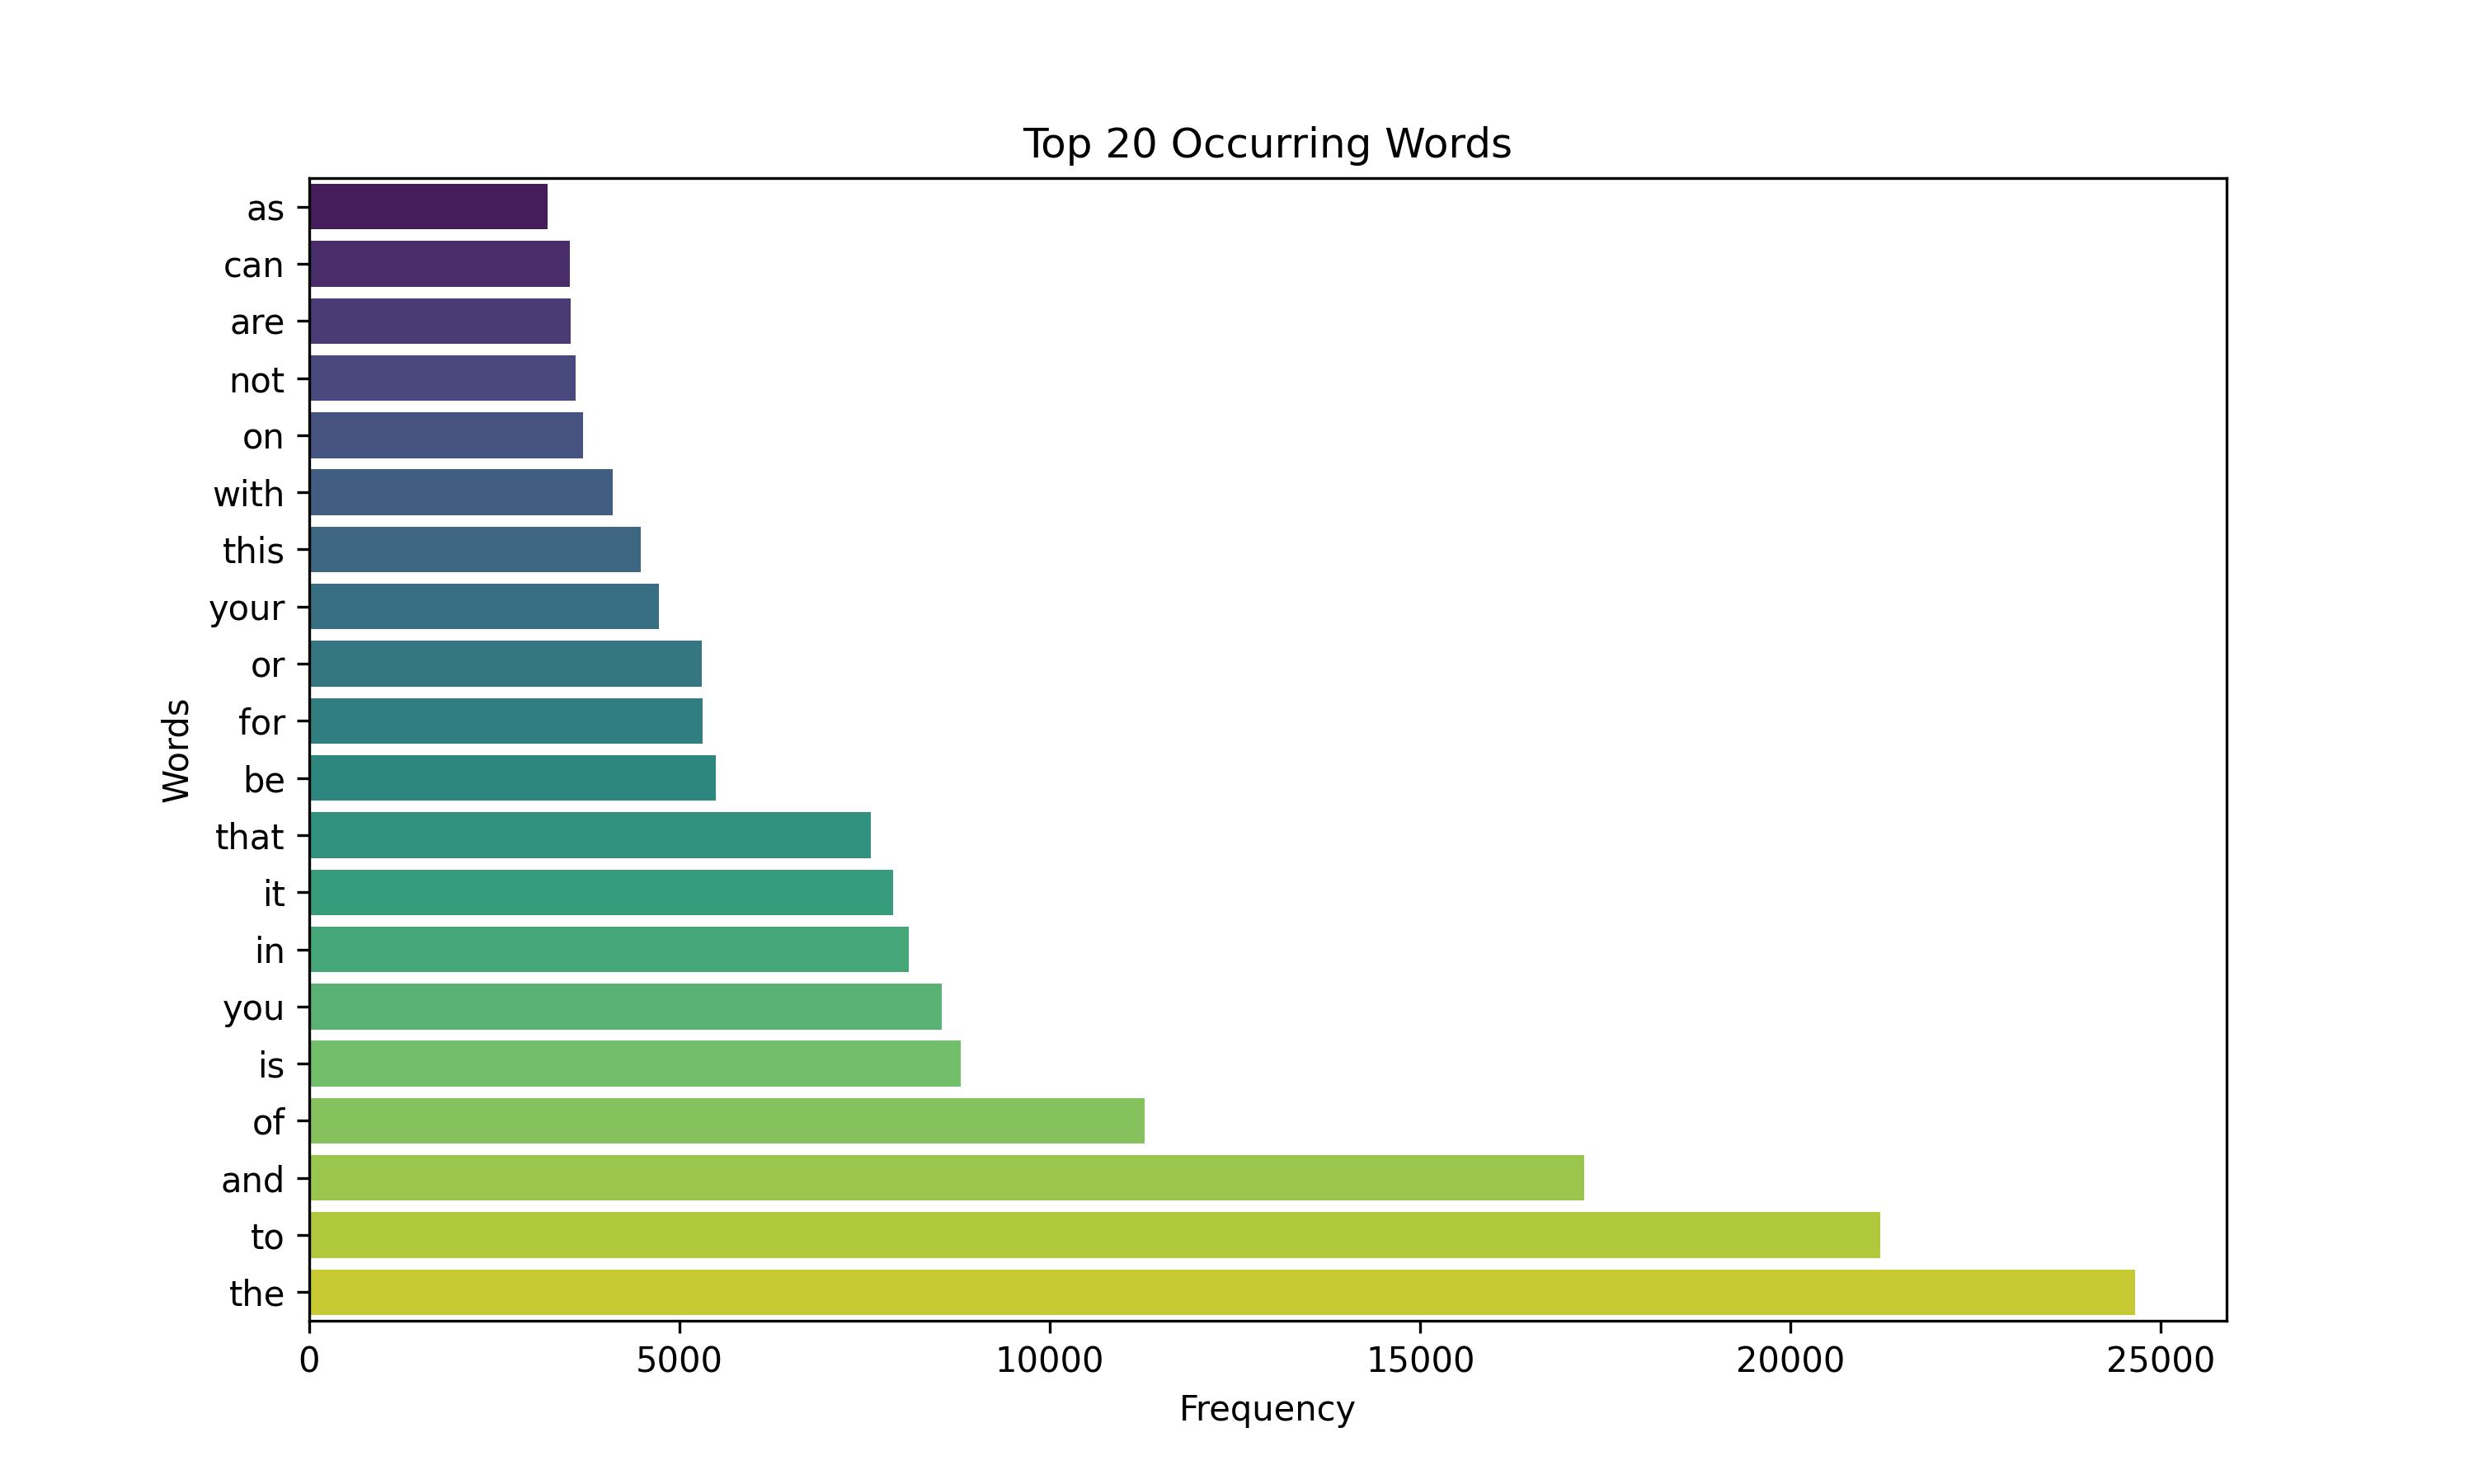 Top 20 Occurring Words
Words
as
can
are
not
on
with
this
your
or
for
be
that
it
in
you
is
of
and
to
the
0 5000 10000 15000 20000 25000
Frequency